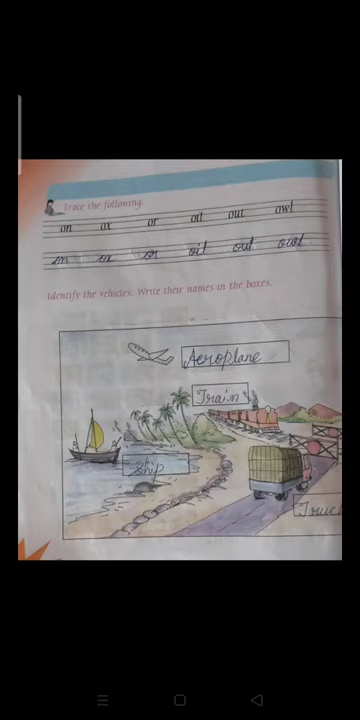 Trace the following.
on ox or oil out owl
on ox or oil out owl
Identify the vehicles. Write their names in the boxes.
Aeroplane
Train
Ship